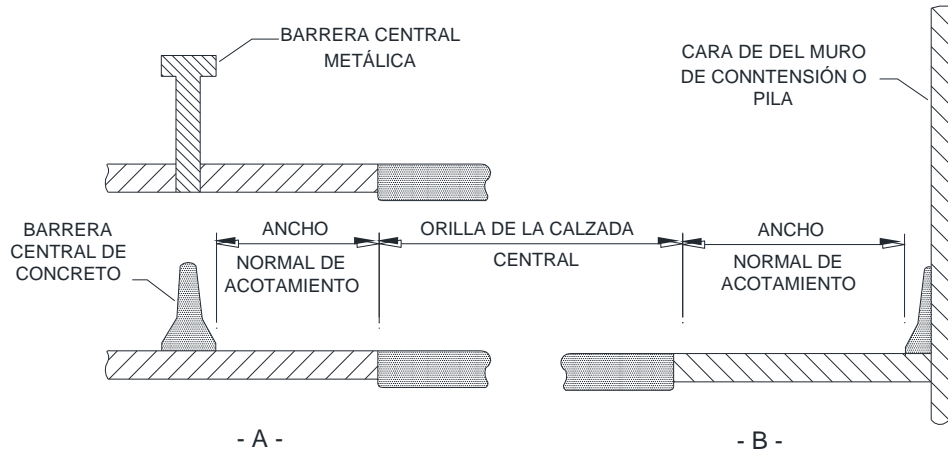 BARRERA CENTRAL
METÁLICA
CARA DE DEL MURO
DE CONNTENSIÓN O
PILA
BARRERA
CENTRAL DE
CONCRETO
ANCHO
NORMAL DE
ACOTAMIENTO
ORILLA DE LA CALZADA
CENTRAL
ANCHO
NORMAL DE
ACOTAMIENTO
- A -
- B -